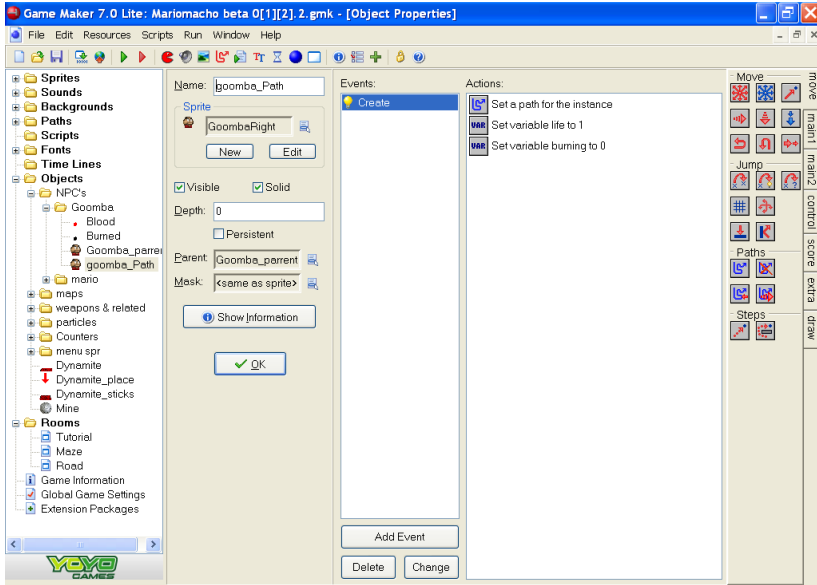 Game Maker 7.0 Lite: Mariomacho beta 0[1][2].2.gmk - [Object Properties]
File Edit Resources Scripts Run Window Help
Sprites
Sounds
Backgrounds
Paths
Scripts
Fonts
Time Lines
Objects
NPC's
Goomba
Blood
Burned
Goomba_parrer
goomba_Path
mario
maps
weapons & related
particles
Counters
menu spr
Dynamite
Dynamite_place
Dynamite_sticks
Mine
Rooms
Tutorial
Maze
Road
Game Information
Global Game Settings
Extension Packages
YOYO
GAMES
Name: goomba_Path
Sprite
GoombaRight
New Edit
Visible Solid
Depth: 0
Persistent
Parent: Goomba_parrent
Mask: <same as sprite>
Show Information
OK
Events:
Create
Add Event
Delete Change
Actions:
Set a path for the instance
VAR Set variable life to 1
VAR Set variable burning to 0
Move
Jump
Paths
Steps
move
main1
main2
control
score
extra
draw